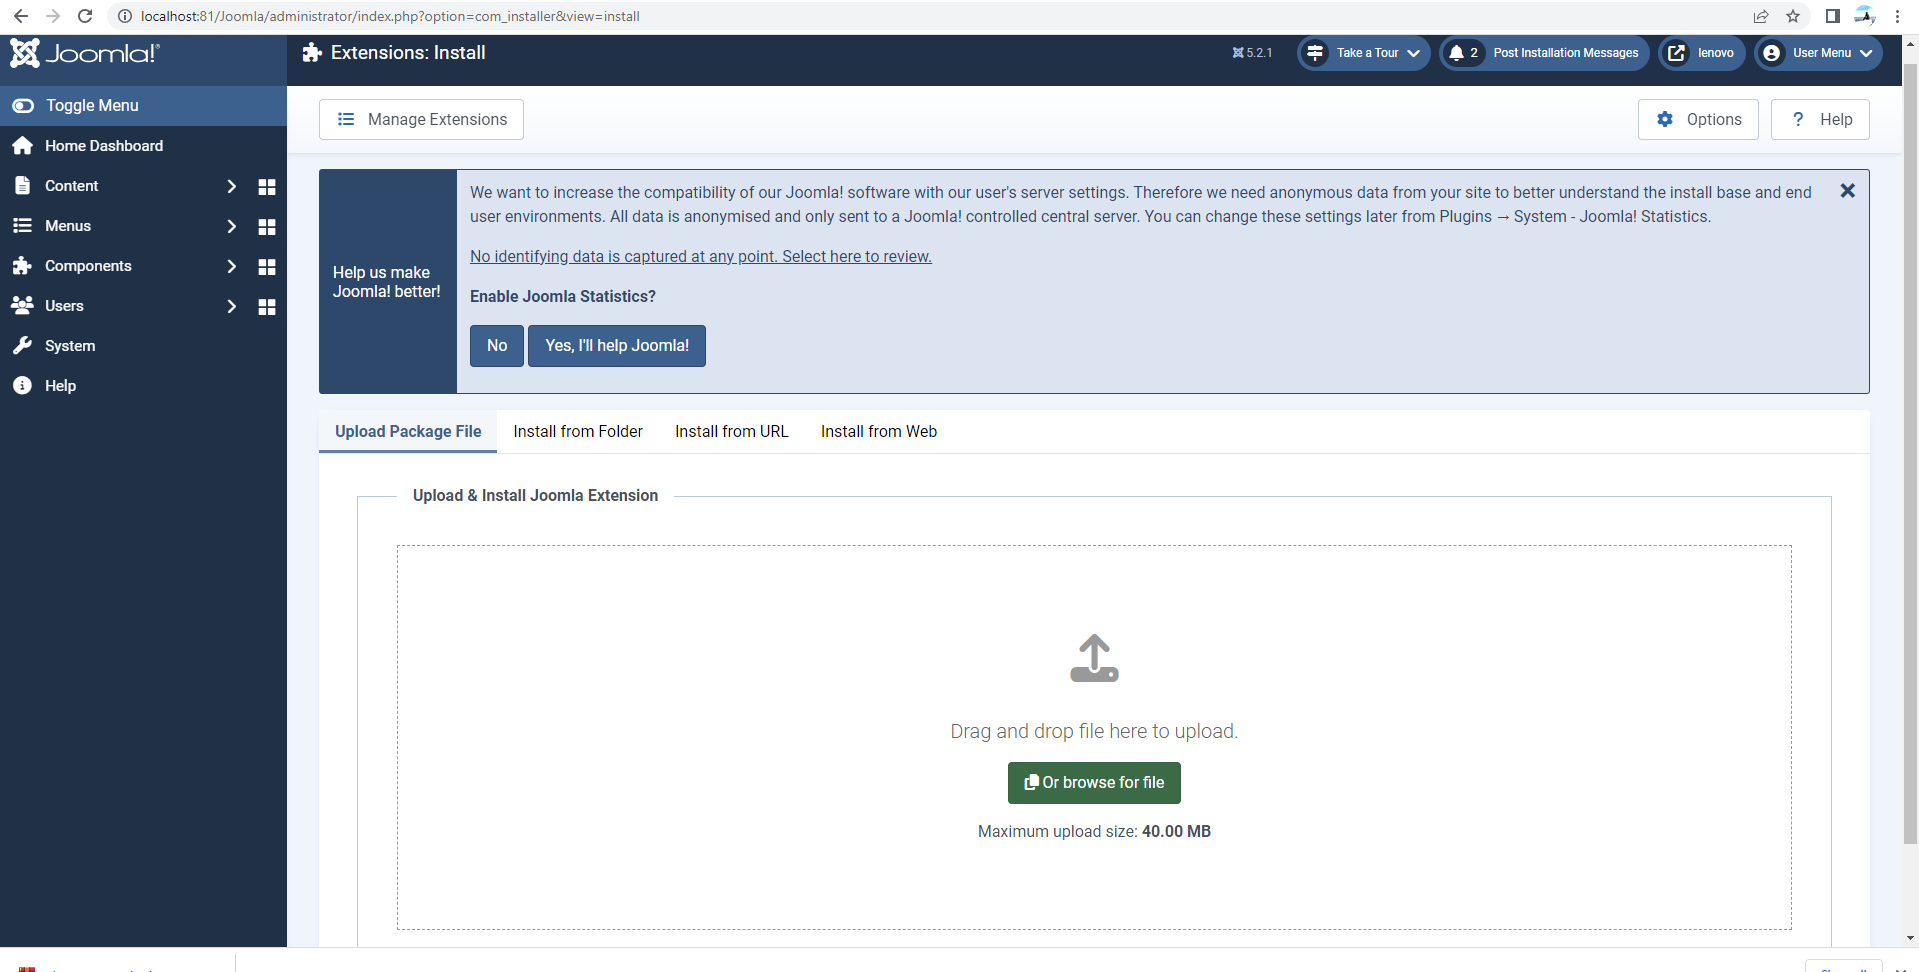 localhost:81/Joomla/administrator/index.php?option=com_installer&view=install
Joomla!®
Extensions: Install
5.2.1
Take a Tour
2
Post Installation Messages
lenovo
User Menu
Toggle Menu
Home Dashboard
Content
Menus
Components
Users
System
Help
Manage Extensions
Options
? Help
Help us make
Joomla! better!
We want to increase the compatibility of our Joomla! software with our user's server settings. Therefore we need anonymous data from your site to better understand the install base and end
user environments. All data is anonymised and only sent to a Joomla! controlled central server. You can change these settings later from Plugins → System - Joomla! Statistics.
No identifying data is captured at any point. Select here to review.
Enable Joomla Statistics?
No
Yes, I'll help Joomla!
Upload Package File
Install from Folder
Install from URL
Install from Web
Upload & Install Joomla Extension
Drag and drop file here to upload.
Or browse for file
Maximum upload size: 40.00 MB